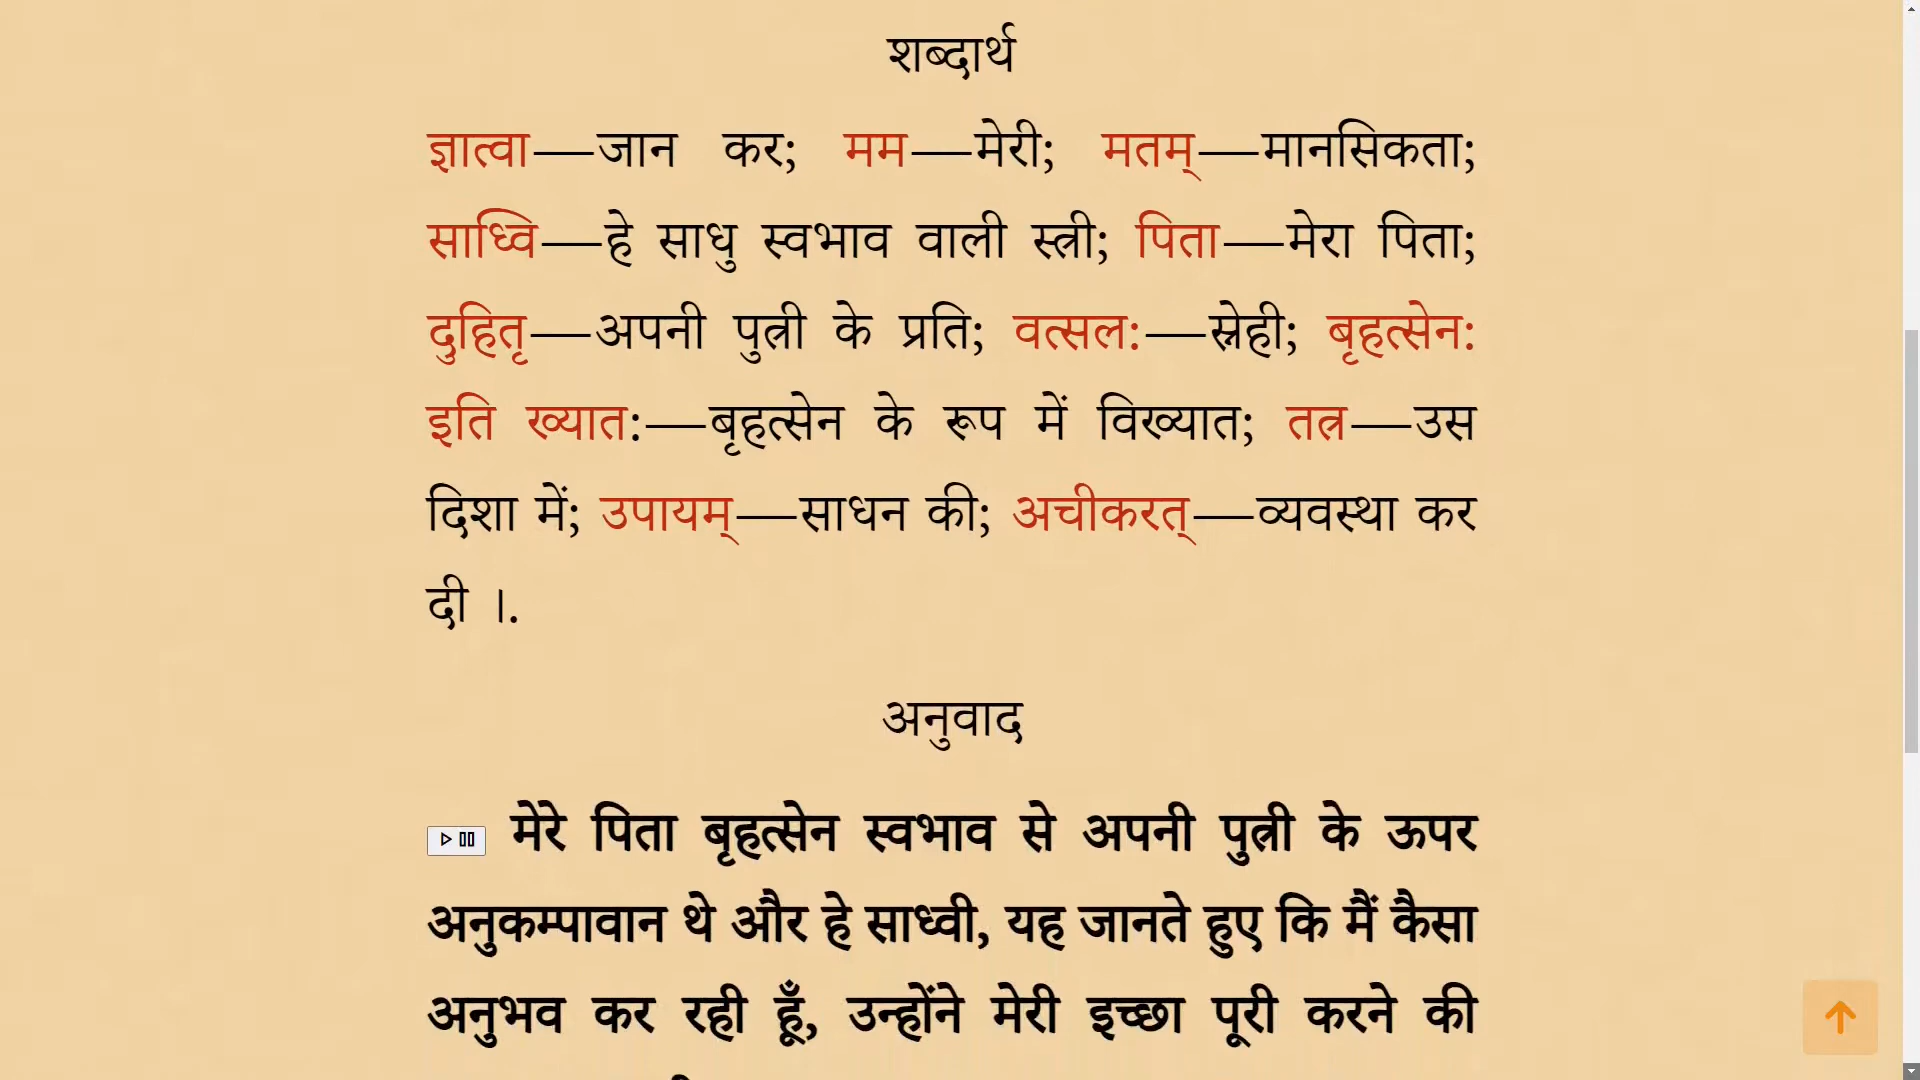 शब्दार्थ
ज्ञात्वा—जान कर; मम—मेरी; मतम्—मानसिकता;
साध्वि—हे साधु स्वभाव वाली स्त्री; पिता—मेरा पिता;
दुहितृ—अपनी पुत्री के प्रति; वत्सल:—स्नेही; बृहत्सेन:
इति ख्यात:—बृहत्सेन के रूप में विख्यात; तत्र—उस
दिशा में; उपायम्—साधन की; अचीकरत्—व्यवस्था कर
दी ।.
अनुवाद
मेरे पिता बृहत्सेन स्वभाव से अपनी पुत्री के ऊपर
अनुकम्पावान थे और हे साध्वी, यह जानते हुए कि मैं कैसा
अनुभव कर रही हूँ, उन्होंने मेरी इच्छा पूरी करने की